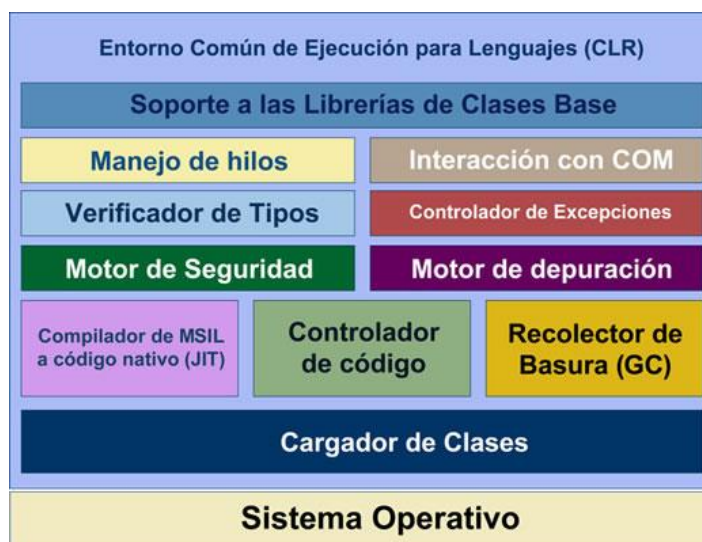 Entorno Común de Ejecución para Lenguajes (CLR)
Soporte a las Librerías de Clases Base
Manejo de hilos
Interacción con COM
Verificador de Tipos
Controlador de Excepciones
Motor de Seguridad
Motor de depuración
Compilador de MSIL
a código nativo (JIT)
Controlador
de código
Recolector de
Basura (GC)
Cargador de Clases
Sistema Operativo